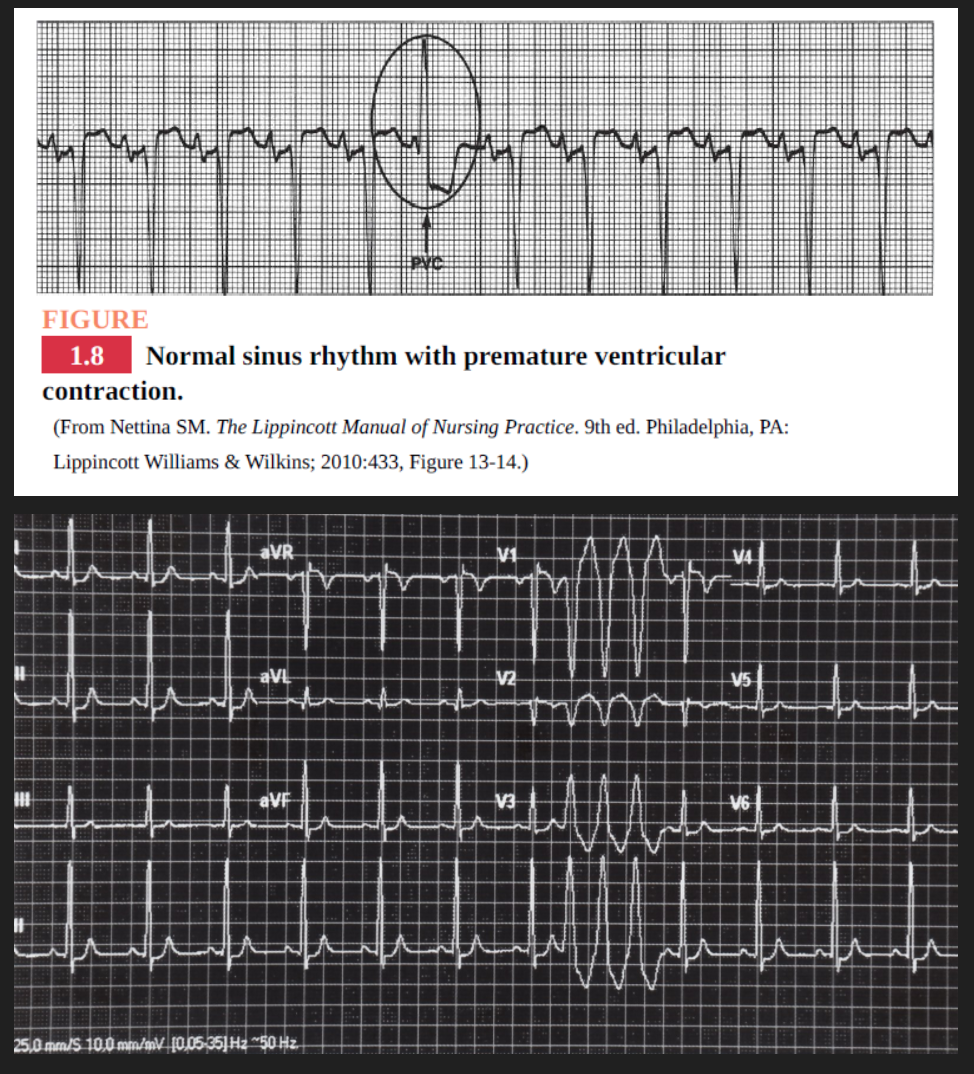 PVC
FIGURE
1.8 Normal sinus rhythm with premature ventricular
contraction.
(From Nettina SM. The Lippincott Manual of Nursing Practice. 9th ed. Philadelphia, PA:
Lippincott Williams & Wilkins; 2010:433, Figure 13-14.)
I aVR V1 V4
II aVL V2 V5
III aVF V3 V6
II
25,0 mm/S 10,0 mm/mV [0,05-35] Hz ~50 Hz